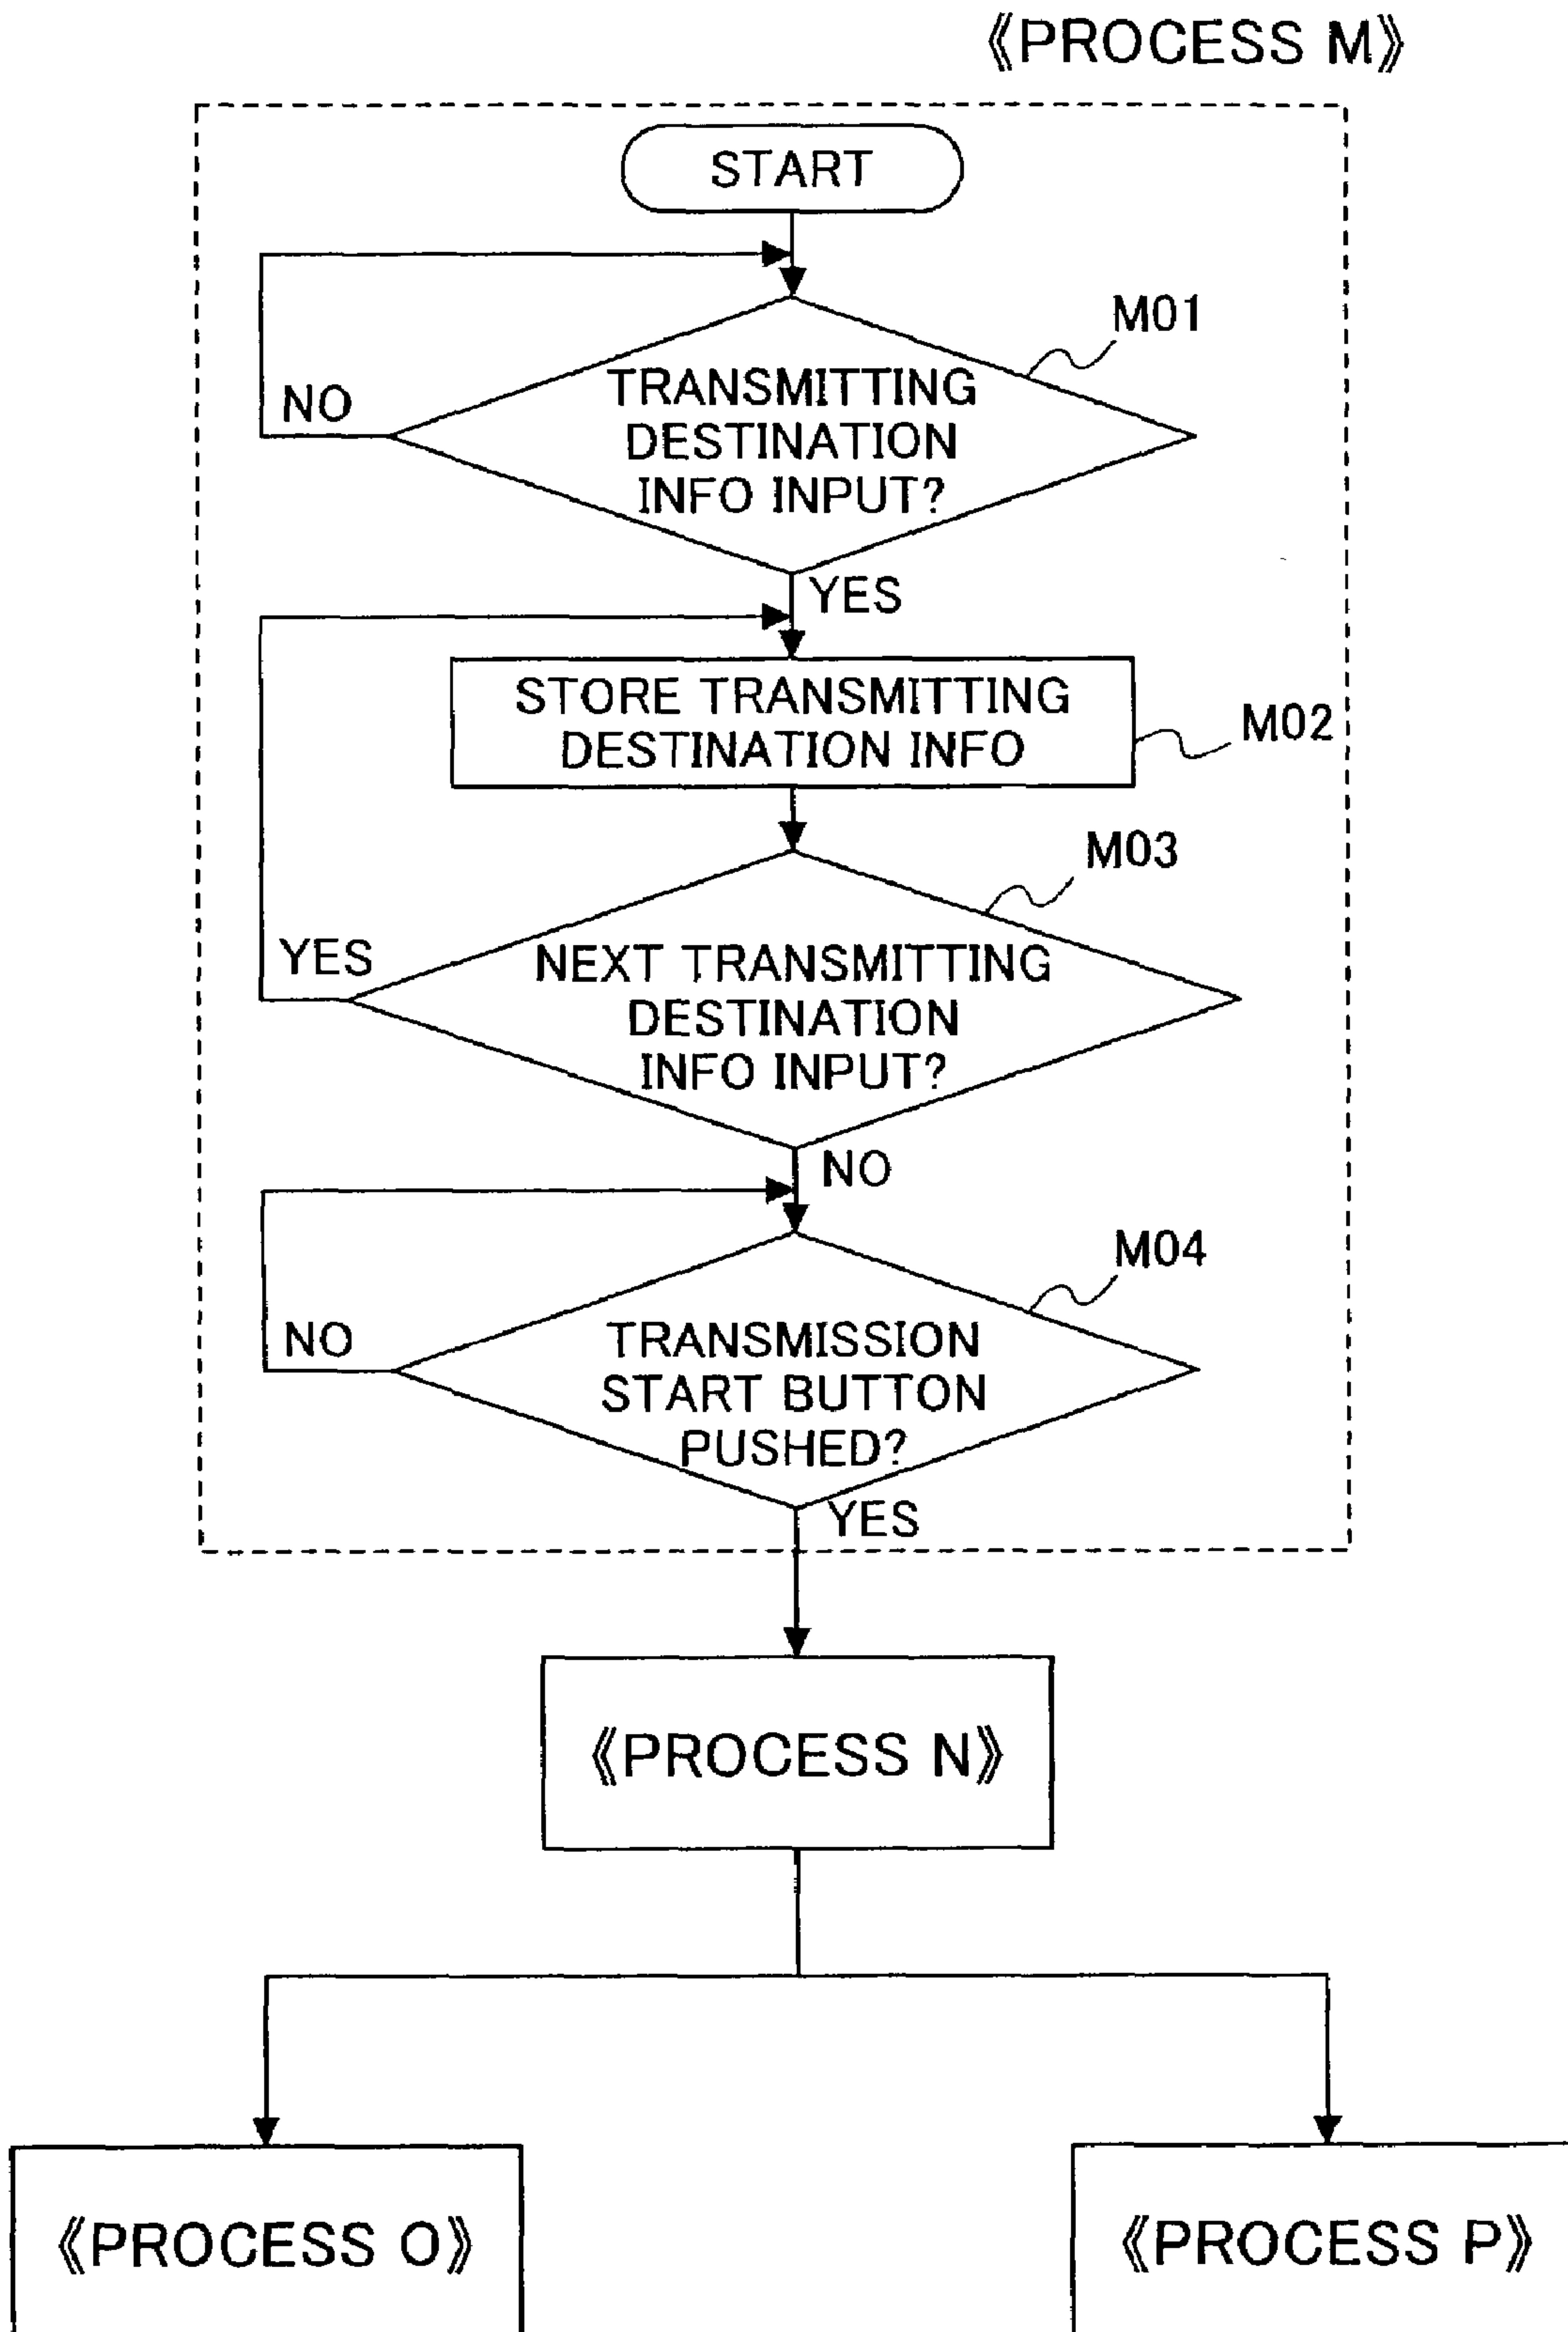 《PROCESS M》
START
M01
TRANSMITTING
DESTINATION
INFO INPUT?
NO
YES
STORE TRANSMITTING
DESTINATION INFO
M02
M03
NEXT TRANSMITTING
DESTINATION
INFO INPUT?
YES
NO
M04
TRANSMISSION
START BUTTON
PUSHED?
NO
YES
《PROCESS N》
《PROCESS O》
《PROCESS P》